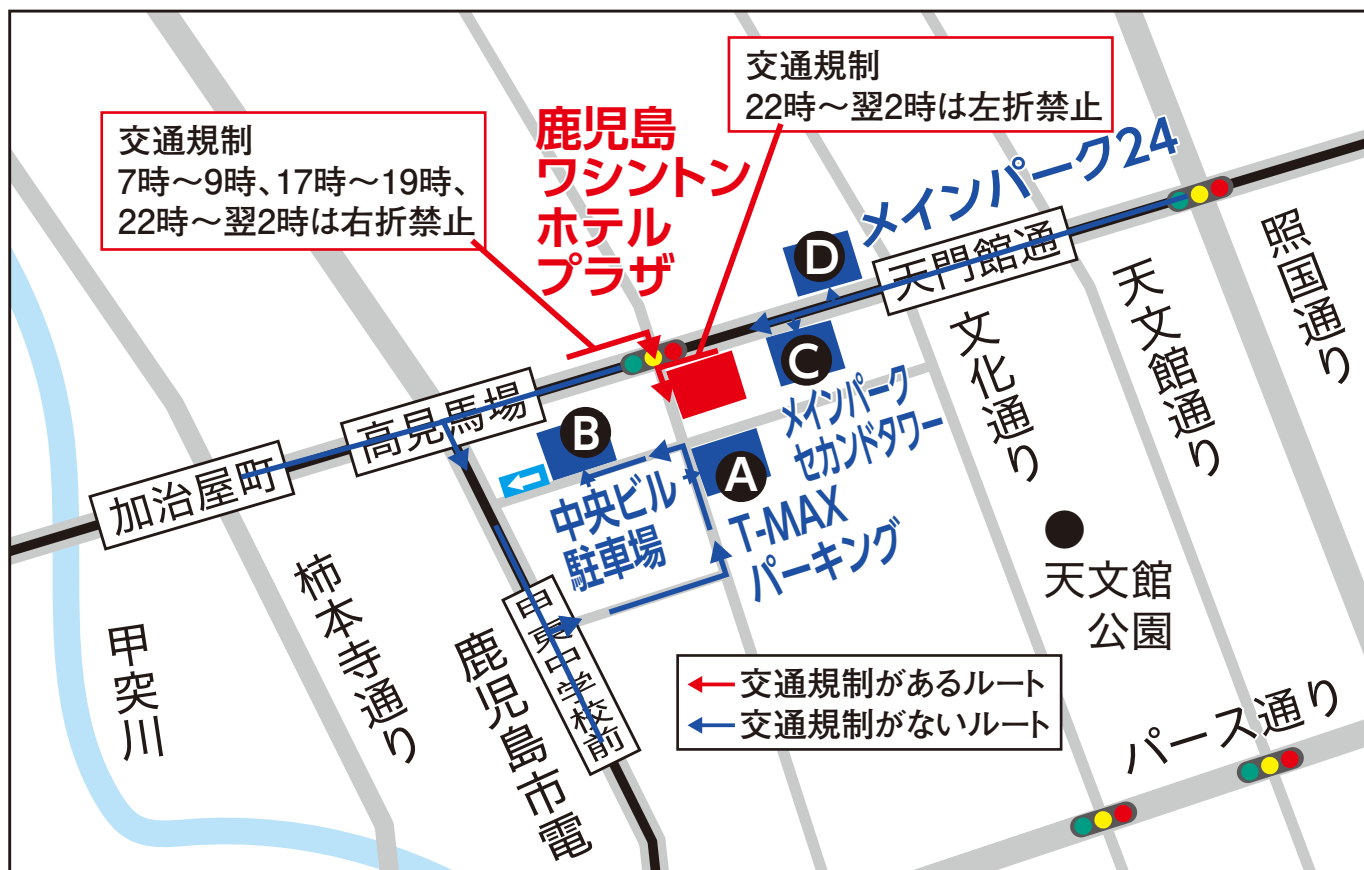 交通規制
22時～翌2時は左折禁止
交通規制
7時～9時、17時～19時、
22時～翌2時は右折禁止
鹿児島
ワシントン
ホテル
プラザ
メインパーク24
D
天門館通
照国通り
天文館通り
文化通り
C
メインパーク
セカンドタワー
高見馬場
B
A
加治屋町
中央ビル
駐車場
T-MAX
パーキング
天文館
公園
柿本寺通り
甲突川
鹿児島市電
甲東中学校前
交通規制があるルート
交通規制がないルート
パース通り